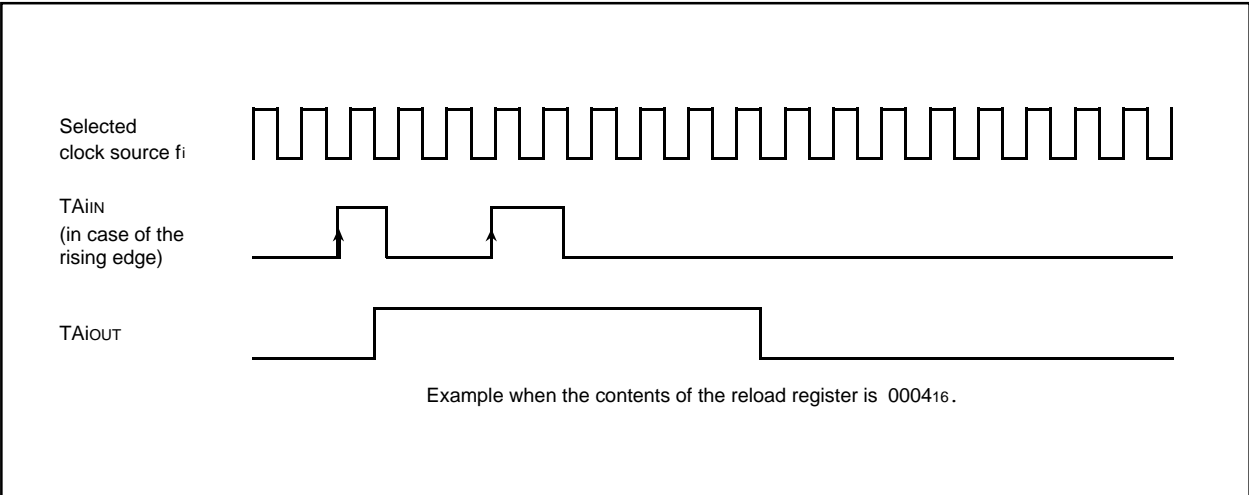 Selected
clock source fi
TAiIN
(in case of the
rising edge)
TAiOUT
Example when the contents of the reload register is 000416.